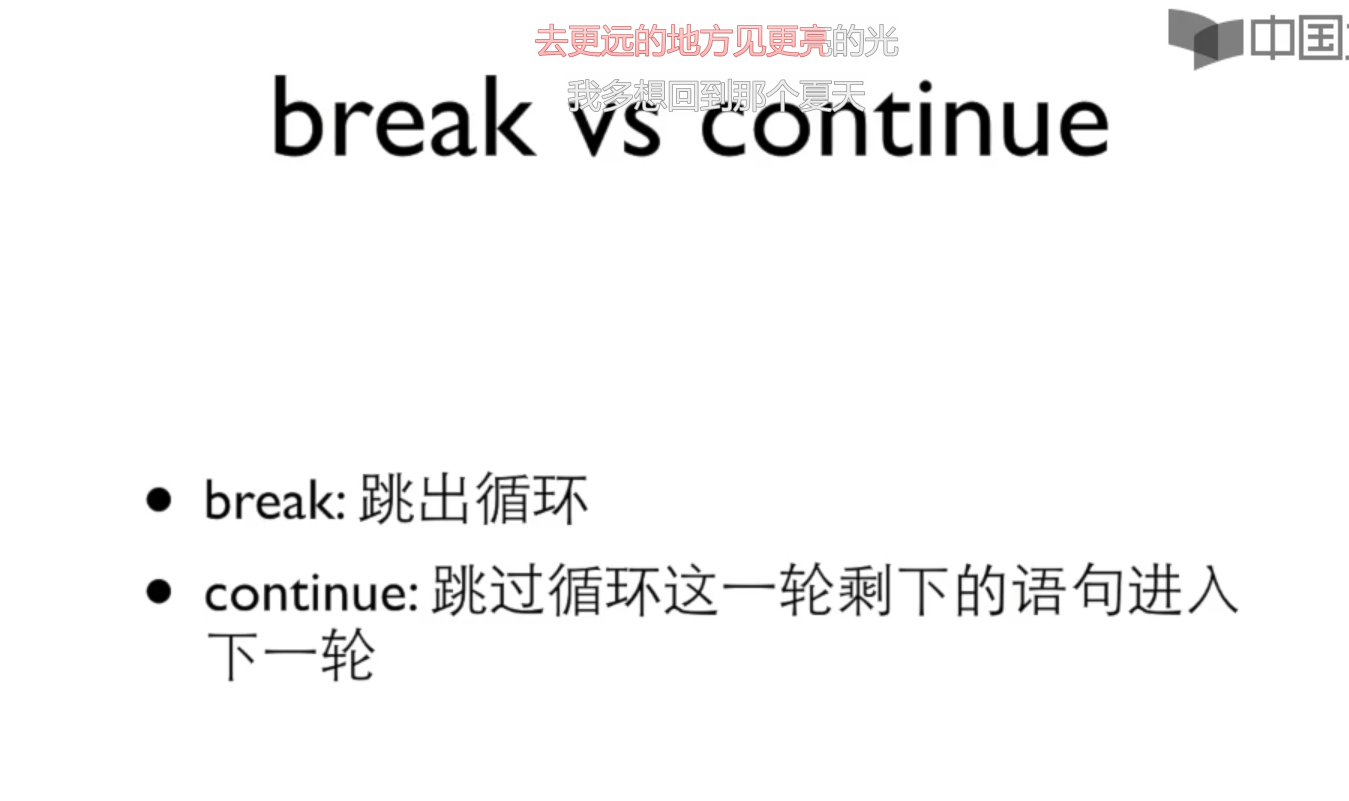 去更远的地方见更亮的光
中国
我多想回到那个夏天
break vs continue
● break: 跳出循环
● continue: 跳过循环这一轮剩下的语句进入
下一轮